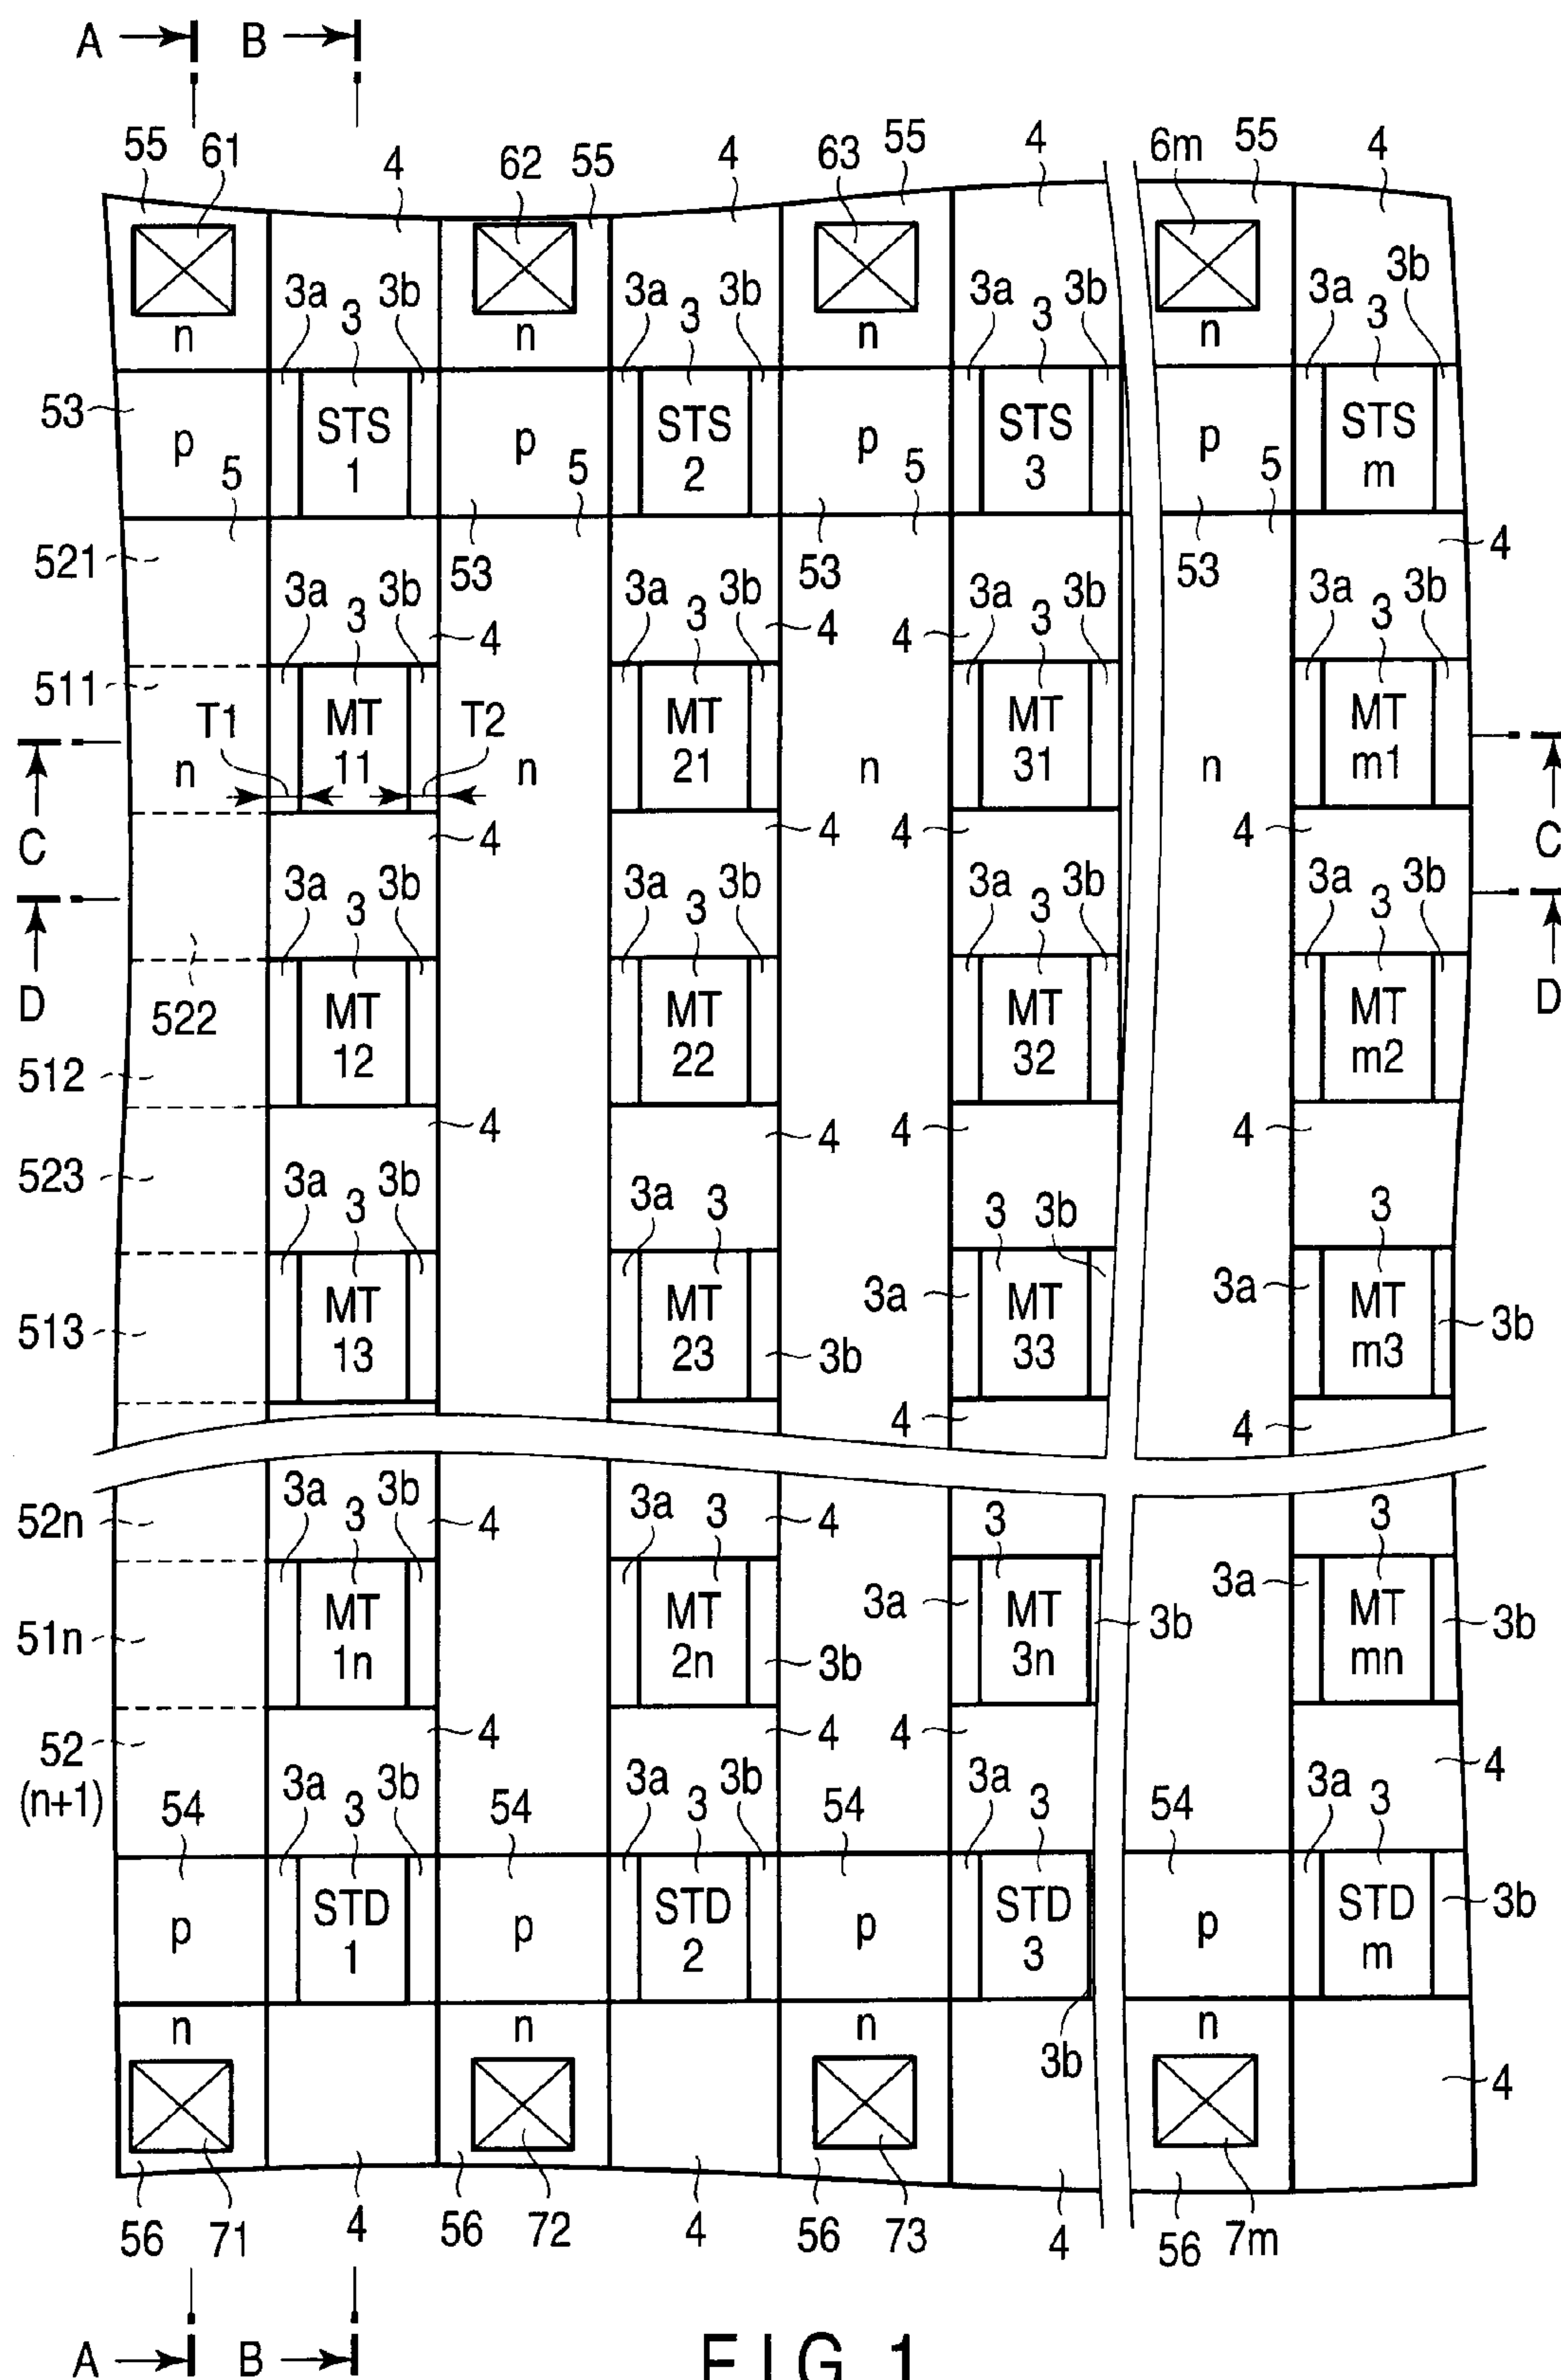 A B
55 61 4 62 55 4 63 55 4 6m 55 4
3a 3 3b 3a 3 3b 3a 3 3b 3a 3 3b
n n n n
53 p 5 STS 1 p 5 STS 2 p 5 STS 3 p 5 STS m
521 53 53 53 4
3a 3 3b 4 3a 3 3b 4 4 3a 3 3b 3a 3 3b
511 T1 MT 11 T2 MT 21 MT 31 MT m1
n n n n
C 4 4 4 4 C
3a 3 3b 3a 3 3b 3a 3 3b 3a 3 3b
D 522 MT 12 MT 22 MT 32 MT m2 D
512
4 4 4 4
523 3a 3 3b 3a 3 3 3b 3
513 MT 13 MT 23 3b 3a MT 33 3a MT m3 3b
4 4
52n 3a 3 3b 4 3a 3 4 3 3
51n MT 1n MT 2n 3b 3a MT 3n 3b 3a MT mn 3b
52 4 4 4 4
(n+1) 54 3a 3 3b 54 3a 3 3b 54 3a 3 54 3a 3
p STD 1 p STD 2 p STD 3 p STD m 3b
n n n 3b n
4
56 71 4 56 72 4 56 73 4 56 7m
A B
FIG. 1